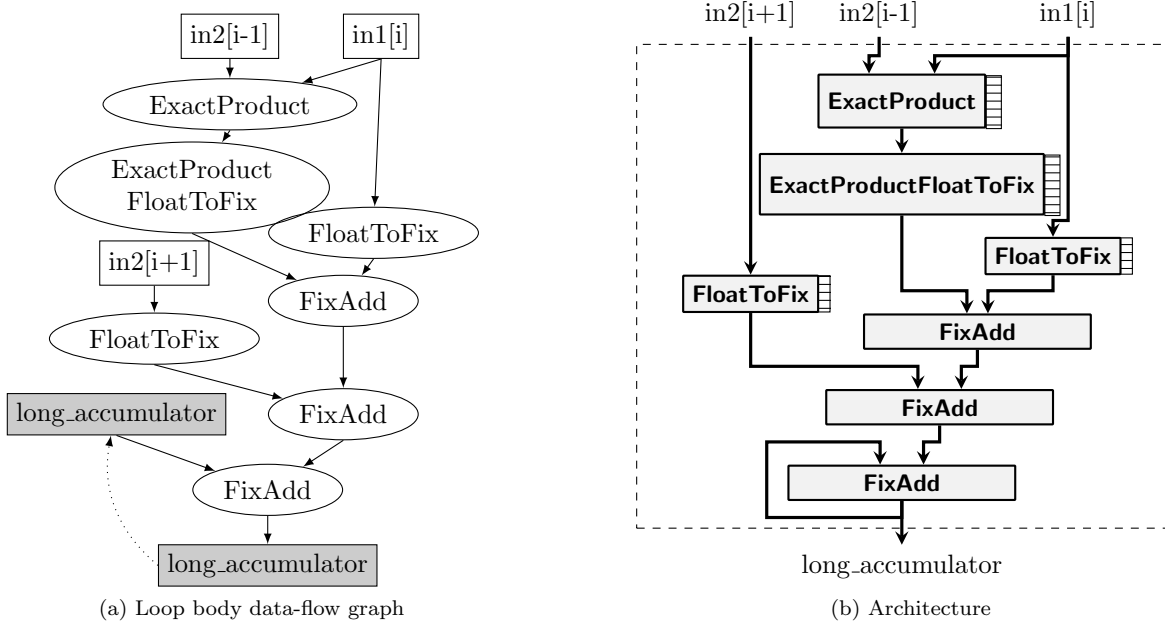 in2[i-1]
in1[i]
ExactProduct
ExactProduct
FloatToFix
FloatToFix
in2[i+1]
FixAdd
FloatToFix
long_accumulator
FixAdd
FixAdd
long_accumulator
(a) Loop body data-flow graph
in2[i+1]
in2[i-1]
in1[i]
ExactProduct
ExactProductFloatToFix
FloatToFix
FloatToFix
FixAdd
FixAdd
FixAdd
long_accumulator
(b) Architecture